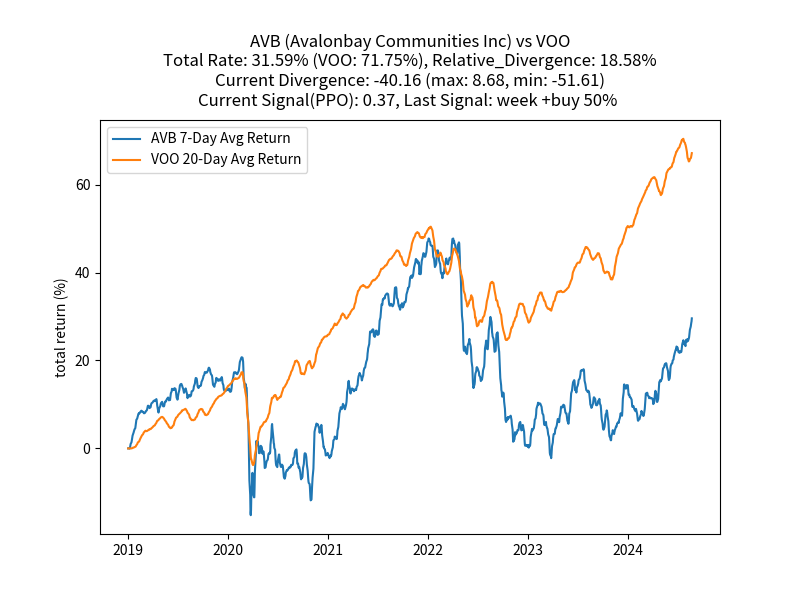 AVB (Avalonbay Communities Inc) vs VOO
Total Rate: 31.59% (VOO: 71.75%), Relative_Divergence: 18.58%
Current Divergence: -40.16 (max: 8.68, min: -51.61)
Current Signal(PPO): 0.37, Last Signal: week +buy 50%
AVB 7-Day Avg Return
VOO 20-Day Avg Return
total return (%)
60
40
20
0
2019 2020 2021 2022 2023 2024